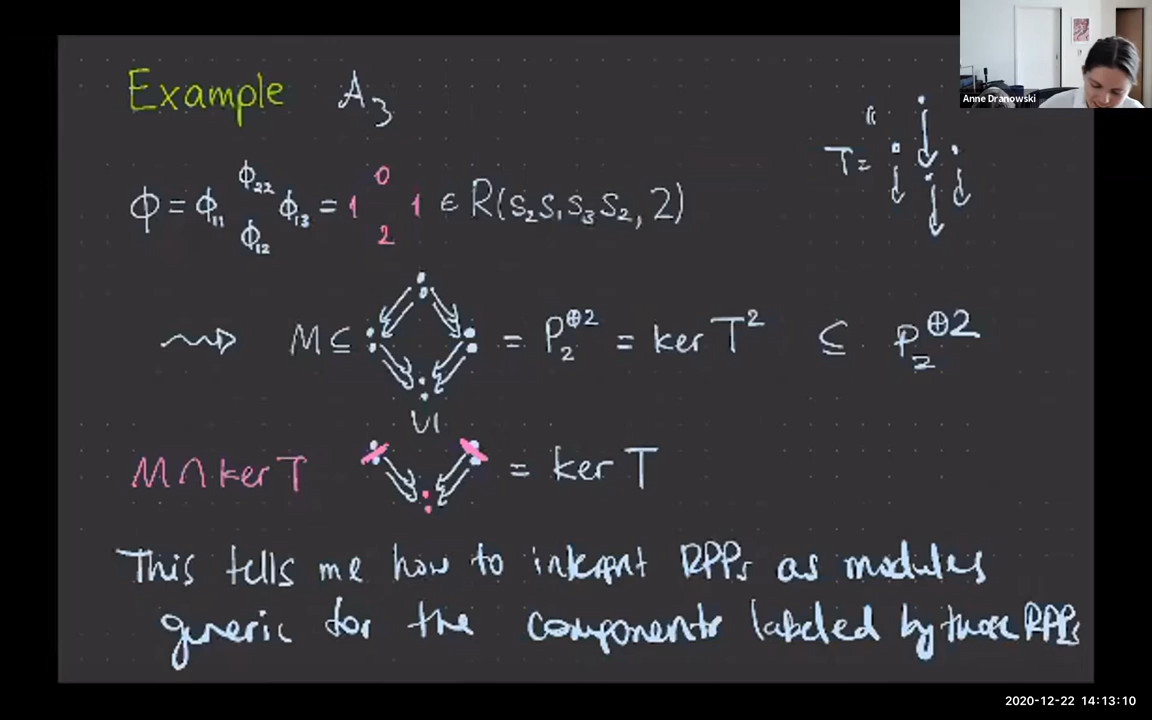 Example A₃
Anne Dranowski
T=
ϕ = ϕ₁₁ ϕ₂₂ ϕ₁₂ ϕ₁₃ = 1 0 2 1 ∈ R(s₂s₁s₃s₂, 2)
M ⊆ = P₂^⊕2 = ker T² ⊆ P₂^⊕2
UI
M ∩ ker T = ker T
This tells me how to RPPs as modules
generic for the components labeled by those RPPs
2020-12-22 14:13:10